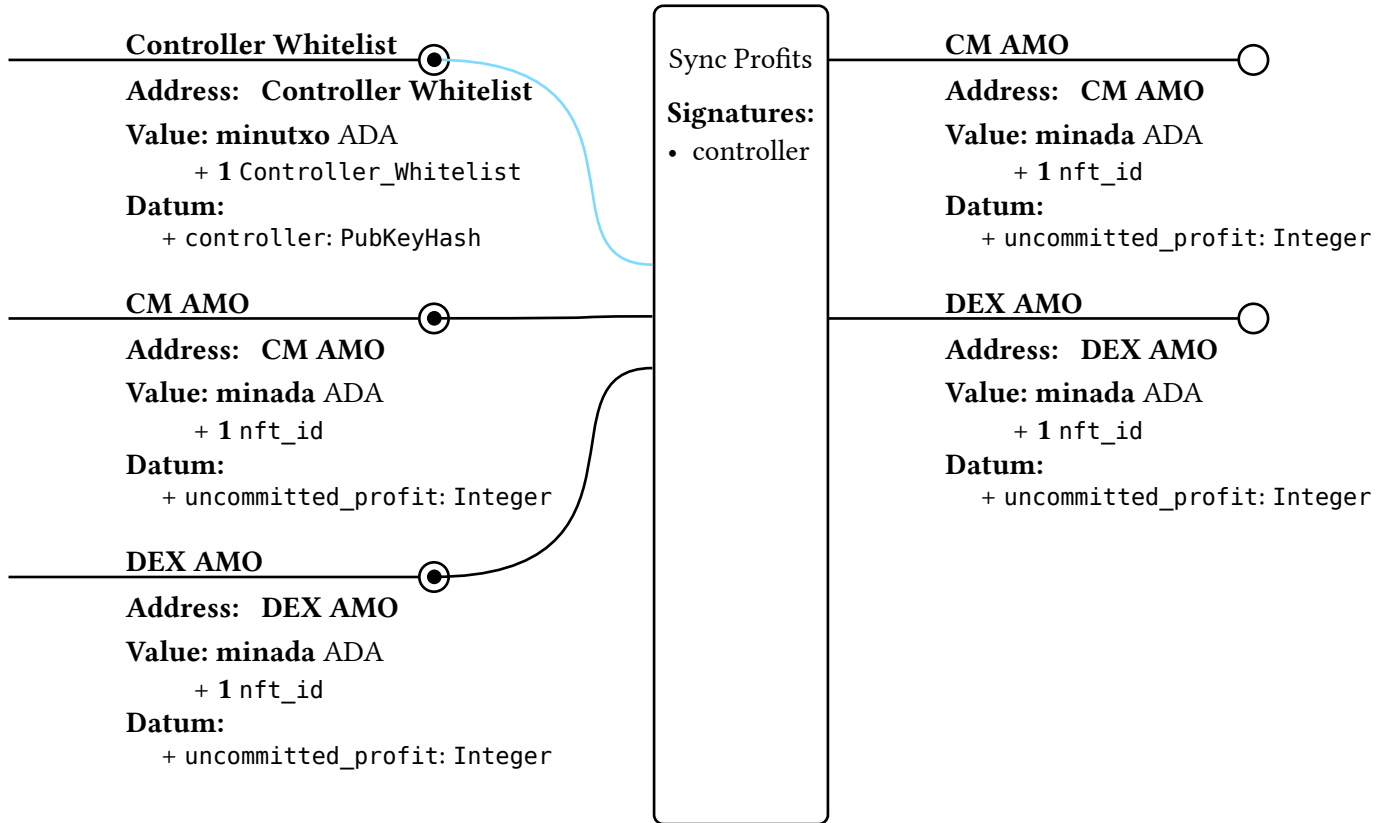 Controller Whitelist
Address: Controller Whitelist
Value: minutxo ADA
+ 1 Controller_Whitelist
Datum:
+ controller: PubKeyHash
CM AMO
Address: CM AMO
Value: minada ADA
+ 1 nft_id
Datum:
+ uncommitted_profit: Integer
DEX AMO
Address: DEX AMO
Value: minada ADA
+ 1 nft_id
Datum:
+ uncommitted_profit: Integer
Sync Profits
Signatures:
• controller
CM AMO
Address: CM AMO
Value: minada ADA
+ 1 nft_id
Datum:
+ uncommitted_profit: Integer
DEX AMO
Address: DEX AMO
Value: minada ADA
+ 1 nft_id
Datum:
+ uncommitted_profit: Integer